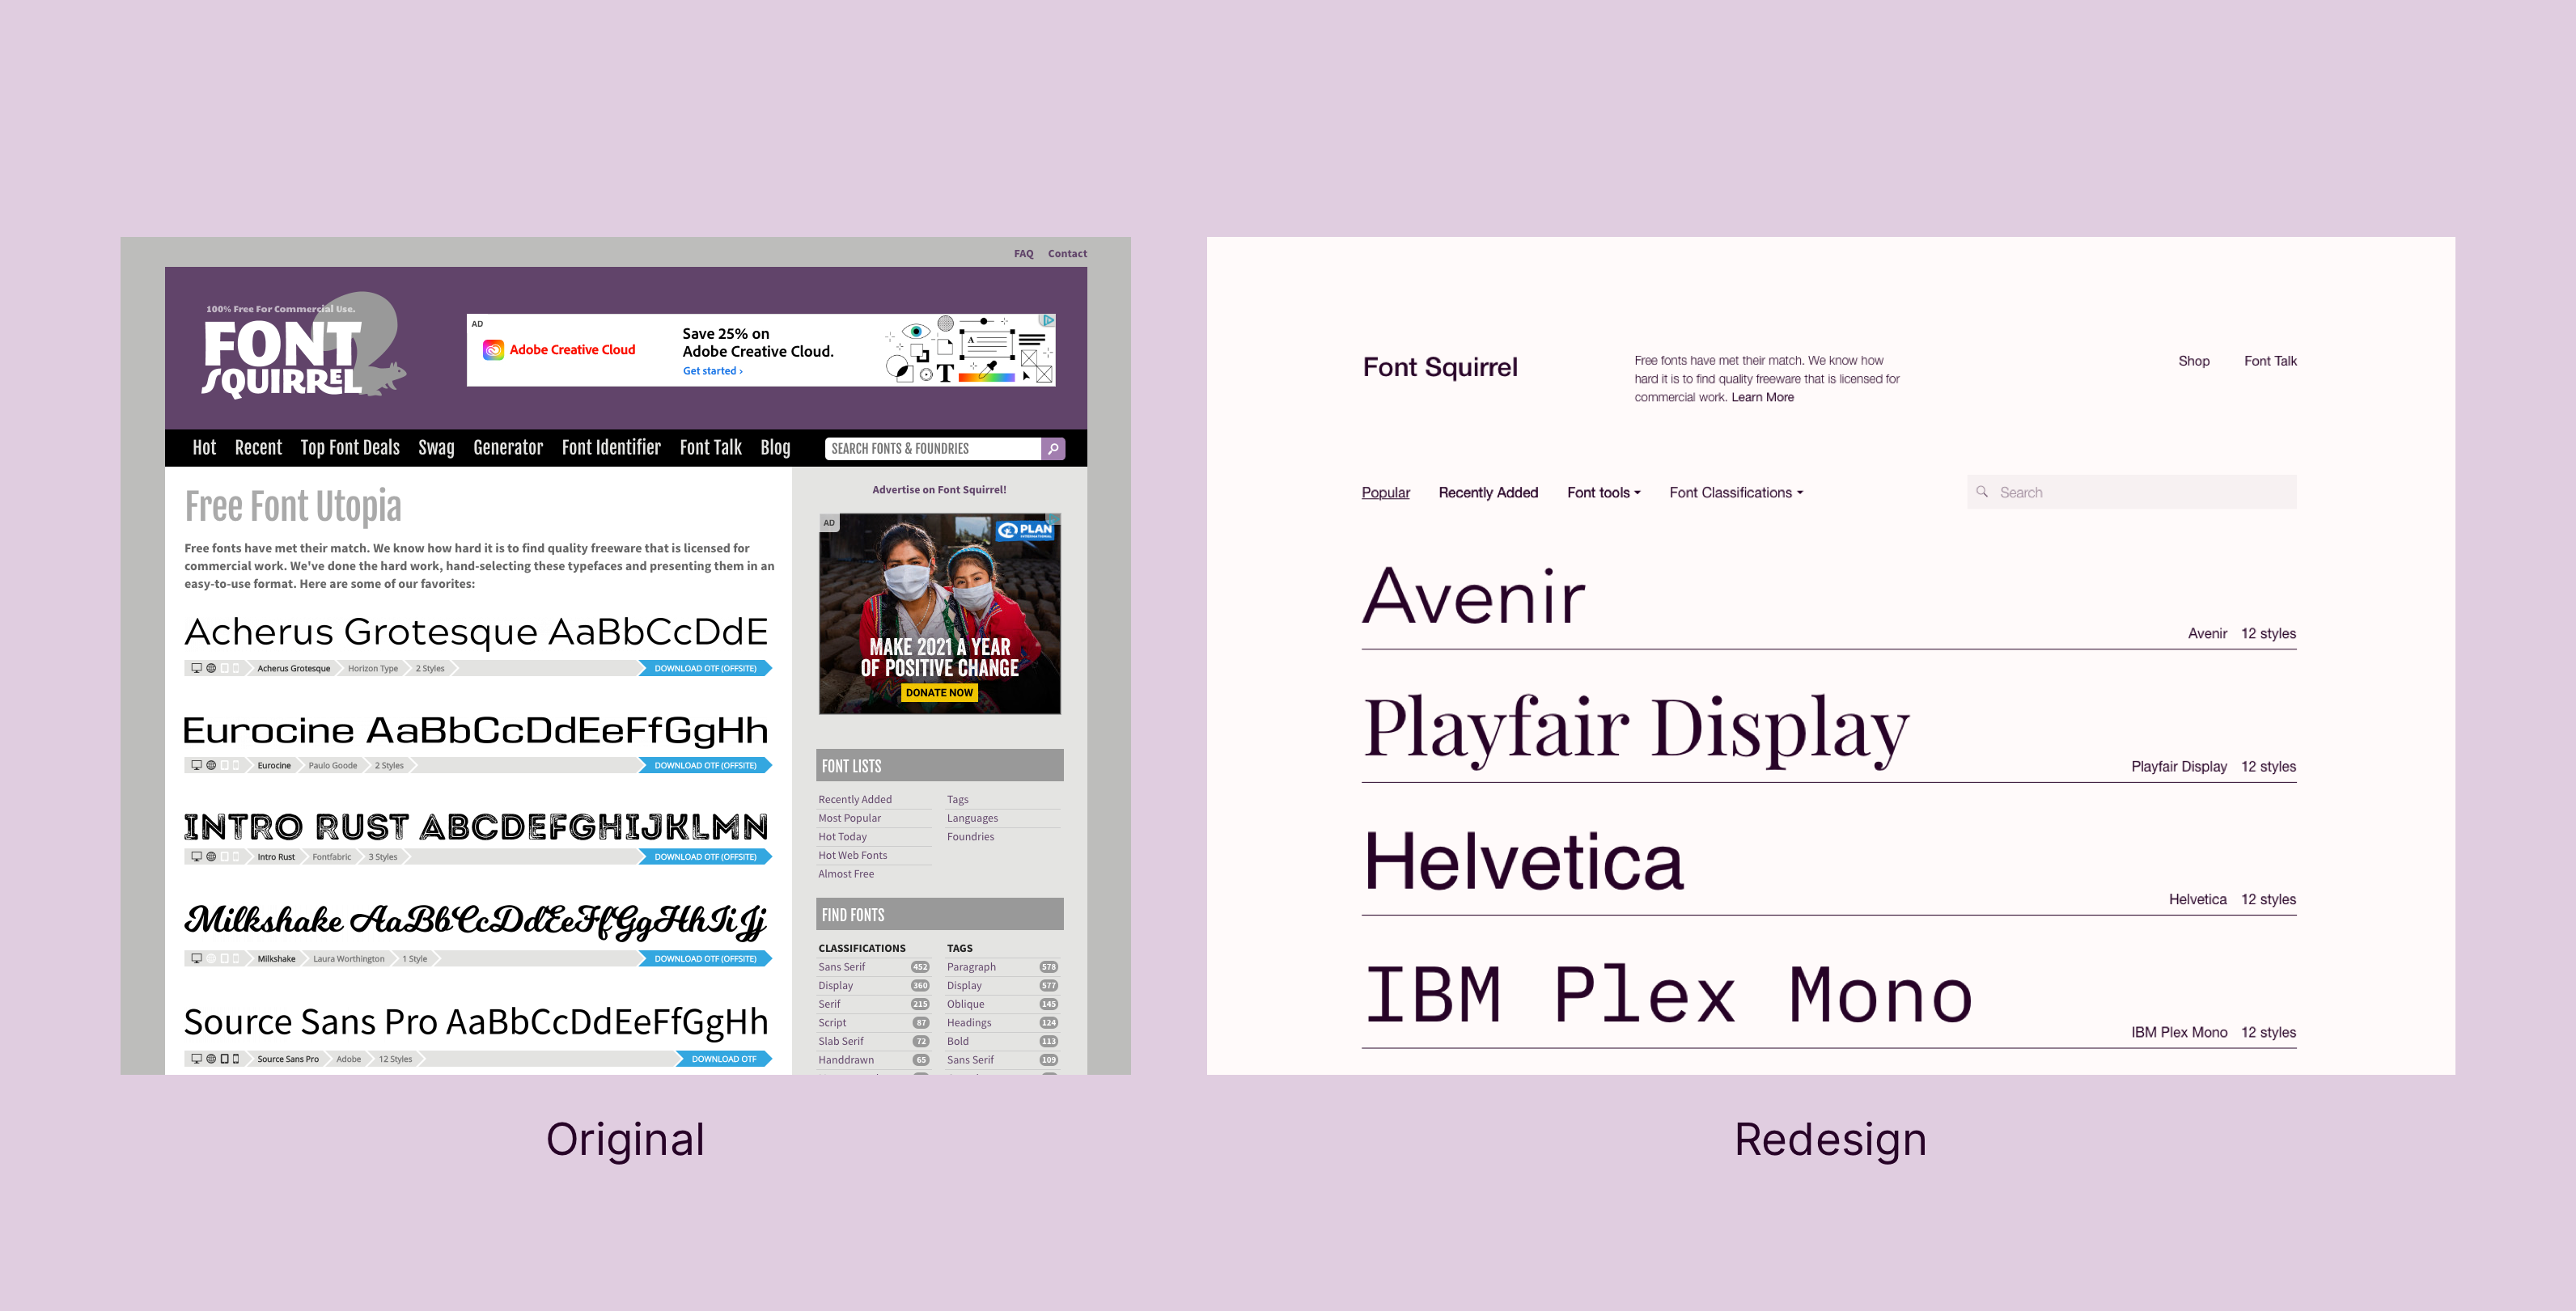 FAQ Contact
100% Free For Commercial Use.
FONT
SQUIRREL
AD
Adobe Creative Cloud
Save 25% on
Adobe Creative Cloud.
Get started ›
A
T
Hot Recent Top Font Deals Swag Generator Font Identifier Font Talk Blog
SEARCH FONTS & FOUNDRIES
Free Font Utopia
Free fonts have met their match. We know how hard it is to find quality freeware that is licensed for
commercial work. We've done the hard work, hand-selecting these typefaces and presenting them in an
easy-to-use format. Here are some of our favorites:
Acherus Grotesque AaBbCcDdE
Acherus Grotesque Horizon Type 2 Styles DOWNLOAD OTF (OFFSITE)
Eurocine AaBbCcDdEeFfGgHh
Eurocine Paulo Goode 2 Styles DOWNLOAD OTF (OFFSITE)
INTRO RUST ABCDEFGHIJKLMN
Intro Rust Fontfabric 3 Styles DOWNLOAD OTF (OFFSITE)
Milkshake AaBbCcDdEeFfGgHhIiJj
Milkshake Laura Worthington 1 Style DOWNLOAD OTF (OFFSITE)
Source Sans Pro AaBbCcDdEeFfGgHh
Source Sans Pro Adobe 12 Styles DOWNLOAD OTF
Advertise on Font Squirrel!
AD
PLAN
MAKE 2021 A YEAR
OF POSITIVE CHANGE
DONATE NOW
FONT LISTS
Recently Added Tags
Most Popular Languages
Hot Today Foundries
Hot Web Fonts
Almost Free
FIND FONTS
CLASSIFICATIONS TAGS
Sans Serif 452 Paragraph 578
Display 360 Display 577
Serif 215 Oblique 145
Script 87 Headings 124
Slab Serif 72 Bold 113
Handdrawn 65 Sans Serif 109
Original
Font Squirrel
Free fonts have met their match. We know how
hard it is to find quality freeware that is licensed for
commercial work. Learn More
Shop Font Talk
Popular Recently Added Font tools Font Classifications
Search
Avenir
Avenir 12 styles
Playfair Display
Playfair Display 12 styles
Helvetica
Helvetica 12 styles
IBM Plex Mono
IBM Plex Mono 12 styles
Redesign